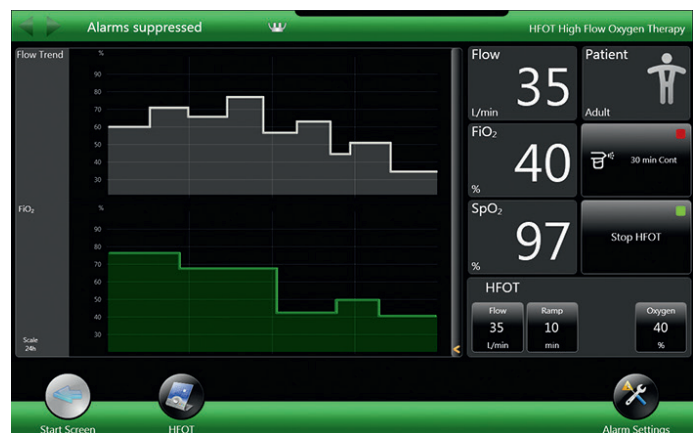 Alarms suppressed
HFOT High Flow Oxygen Therapy
Flow Trend
%
90
80
70
60
50
40
30
FiO₂
%
90
80
70
60
50
40
30
Scale
24h
Flow
35
L/min
Patient
Adult
FiO₂
40
%
30 min Cont
SpO₂
97
%
Stop HFOT
HFOT
Flow
35
L/min
Ramp
10
min
Oxygen
40
%
Start Screen
HFOT
Alarm Settings